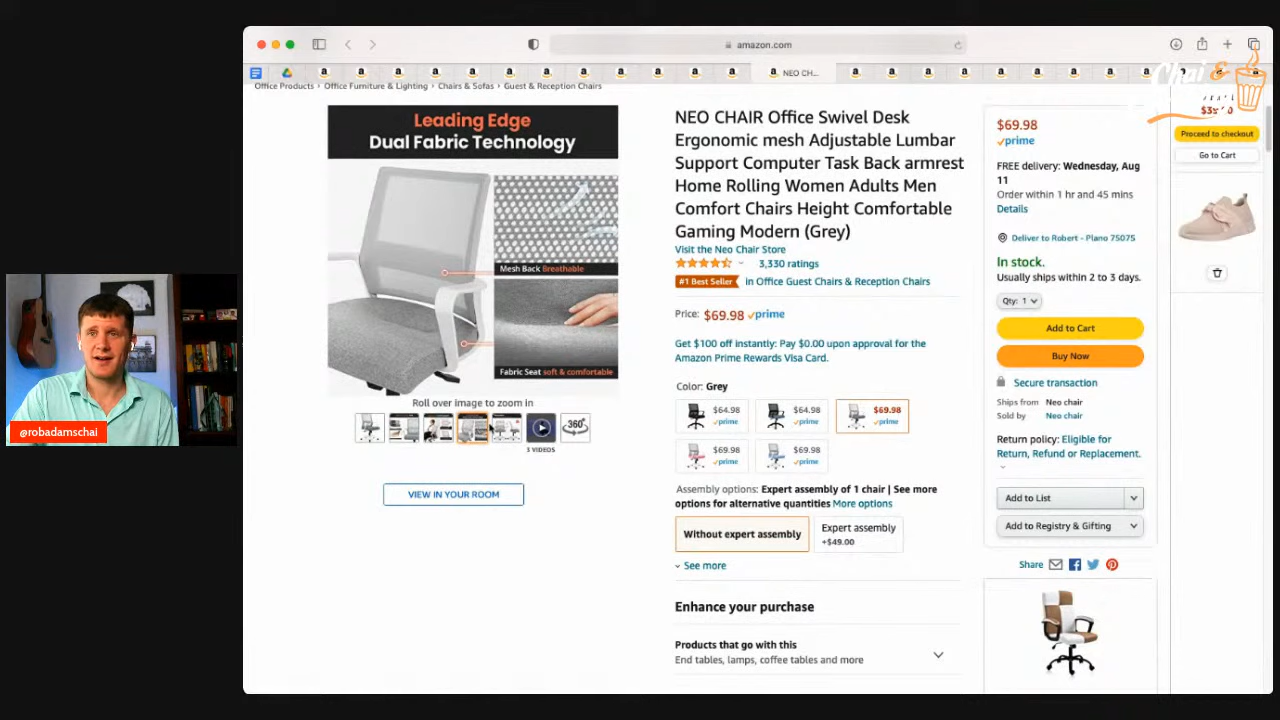 amazon.com
NEO CH...
Chai &
Office Products › Office Furniture & Lighting › Chairs & Sofas › Guest & Reception Chairs
Leading Edge
Dual Fabric Technology
Mesh Back Breathable
Fabric Seat soft & comfortable
Roll over image to zoom in
360°
3 VIDEOS
VIEW IN YOUR ROOM
NEO CHAIR Office Swivel Desk
Ergonomic mesh Adjustable Lumbar
Support Computer Task Back armrest
Home Rolling Women Adults Men
Comfort Chairs Height Comfortable
Gaming Modern (Grey)
Visit the Neo Chair Store
3,330 ratings
#1 Best Seller in Office Guest Chairs & Reception Chairs
Price: $69.98 prime
Get $100 off instantly: Pay $0.00 upon approval for the
Amazon Prime Rewards Visa Card.
Color: Grey
$64.98 prime
$64.98 prime
$69.98 prime
$69.98 prime
$69.98 prime
Assembly options: Expert assembly of 1 chair | See more
options for alternative quantities More options
Without expert assembly
Expert assembly
+$49.00
See more
Enhance your purchase
Products that go with this
End tables, lamps, coffee tables and more
$69.98
prime
FREE delivery: Wednesday, Aug
11
Order within 1 hr and 45 mins
Details
Deliver to Robert - Plano 75075
In stock.
Usually ships within 2 to 3 days.
Qty: 1
Add to Cart
Buy Now
Secure transaction
Ships from Neo chair
Sold by Neo chair
Return policy: Eligible for
Return, Refund or Replacement.
Add to List
Add to Registry & Gifting
Share
Proceed to checkout
Go to Cart
@robadamschai